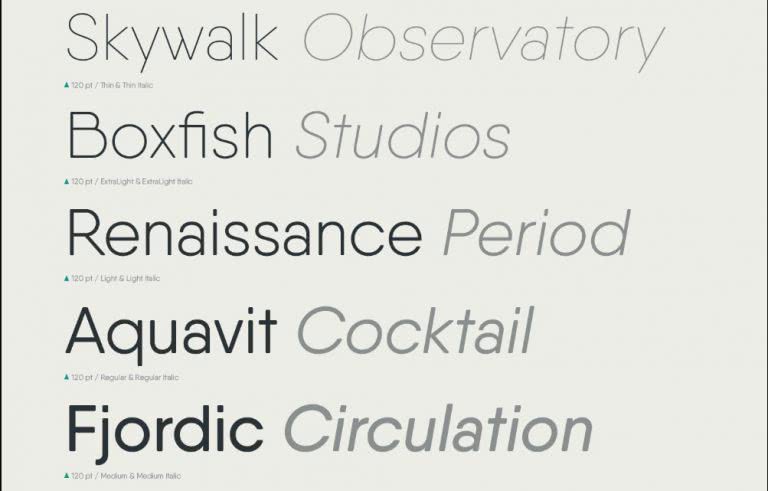 Skywalk Observatory
▲ 120 pt / Thin & Thin Italic
Boxfish Studios
▲ 120 pt / ExtraLight & ExtraLight Italic
Renaissance Period
▲ 120 pt / Light & Light Italic
Aquavit Cocktail
▲ 120 pt / Regular & Regular Italic
Fjordic Circulation
▲ 120 pt / Medium & Medium Italic